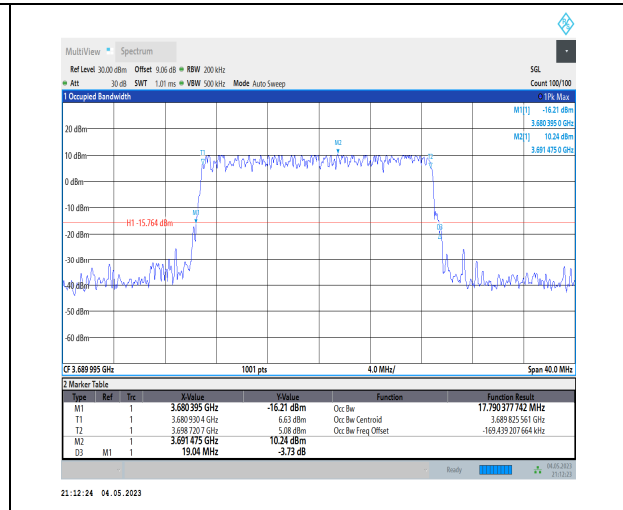 MultiView Spectrum
Ref Level 30.00 dBm Offset 9.06 dB RBW 200 kHz SGL
Att 30 dB SWT 1.01 ms VBW 500 kHz Mode Auto Sweep Count 100/100
1 Occupied Bandwidth 1Pk Max
M1[1] -16.21 dBm
3.680 395 0 GHz
M2[1] 10.24 dBm
3.691 475 0 GHz
20 dBm
M2
10 dBm
T1
T2
0 dBm
-10 dBm
M1
H1 -15.764 dBm
D3
-20 dBm
-30 dBm
-40 dBm
-50 dBm
-60 dBm
CF 3.689 995 GHz 1001 pts 4.0 MHz/ Span 40.0 MHz
2 Marker Table
Type Ref Trc X-Value Y-Value Function Function Result
M1 1 3.680 395 GHz -16.21 dBm Occ Bw 17.790 377 742 MHz
T1 1 3.680 930 4 GHz 6.63 dBm Occ Bw Centroid 3.689 825 561 GHz
T2 1 3.698 720 7 GHz 5.08 dBm Occ Bw Freq Offset -169.439 207 664 kHz
M2 1 3.691 475 GHz 10.24 dBm
D3 M1 1 19.04 MHz -3.73 dB
Ready 04.05.2023
21:12:23
21:12:24 04.05.2023